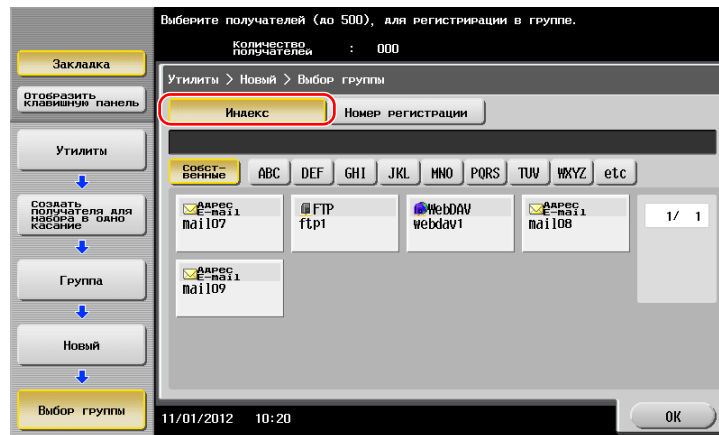 Выберите получателей (до 500), для регистрирации в группе.
Количество
получателей : 000
Закладка
Отобразить
клавишную панель
Утилиты
Создать
получателя для
набора в одно
касание
Группа
Новый
Выбор группы
Утилиты > Новый > Выбор группы
Индекс
Номер регистрации
Собст-
венные
ABC
DEF
GHI
JKL
MNO
PQRS
TUV
WXYZ
etc
Адрес
E-mail
mail07
FTP
ftp1
WebDAV
webdav1
Адрес
E-mail
mail08
1/ 1
Адрес
E-mail
mail09
11/01/2012 10:20
OK